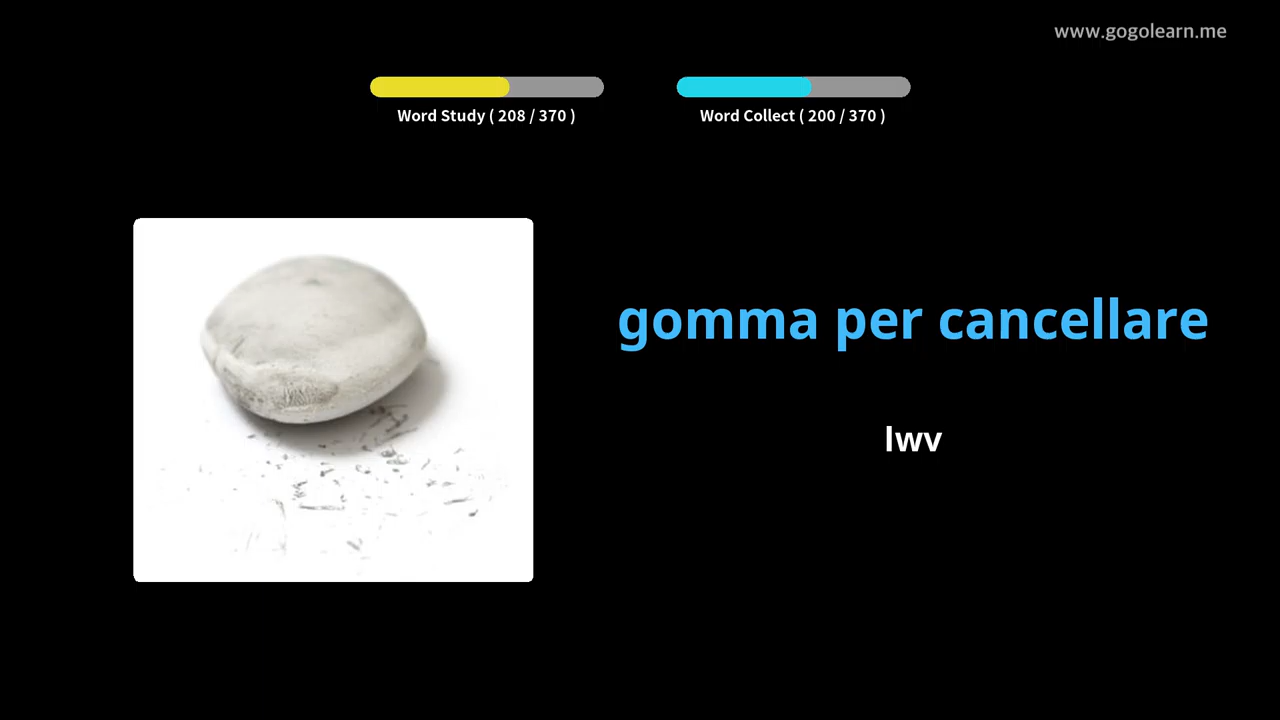 www.gogolearn.me
Word Study ( 208 / 370 )
Word Collect ( 200 / 370 )
gomma per cancellare
lwv